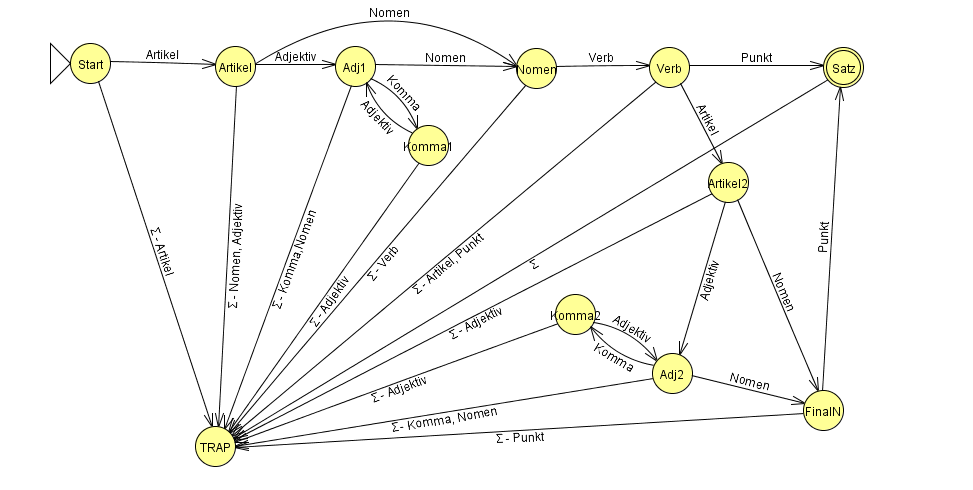 Nomen
Start
Artikel
Artikel
Adjektiv
Adj1
Nomen
Nomen
Verb
Verb
Punkt
Satz
Komma
Adjektiv
Komma1
Artikel
Artikel2
Σ - Artikel
Σ - Nomen, Adjektiv
Σ - Komma,Nomen
Σ - Adjektiv
Σ - Verb
Σ - Artikel, Punkt
Σ
Σ - Adjektiv
Adjektiv
Nomen
Punkt
Komma2
Adjektiv
Komma
Adj2
Nomen
FinalN
Σ - Adjektiv
Σ- Komma, Nomen
Σ - Punkt
TRAP